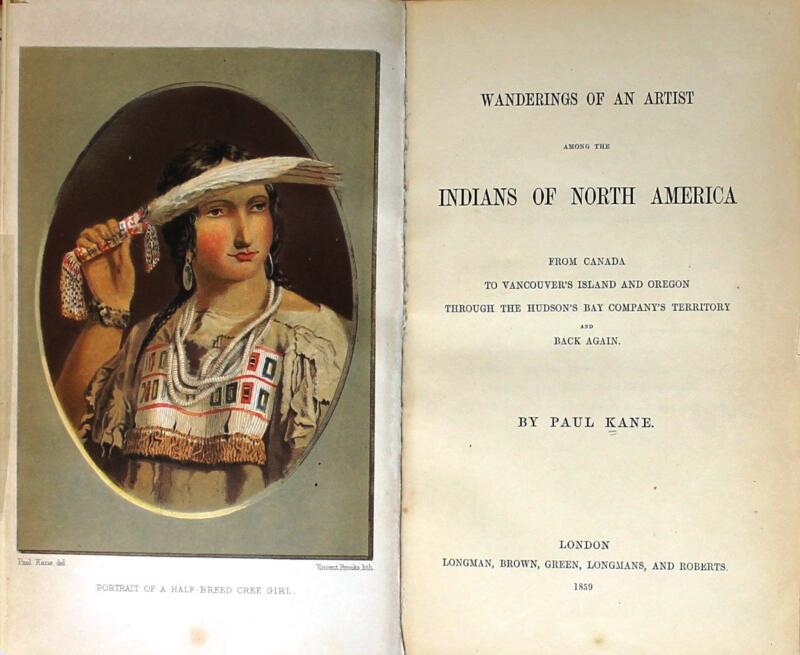 Paul Kane, del.
Vincent Brooks, lith.
PORTRAIT OF A HALF-BREED CREE GIRL.
WANDERINGS OF AN ARTIST
AMONG THE
INDIANS OF NORTH AMERICA
FROM CANADA
TO VANCOUVER'S ISLAND AND OREGON
THROUGH THE HUDSON'S BAY COMPANY'S TERRITORY
AND
BACK AGAIN.
BY PAUL KANE.
LONDON
LONGMAN, BROWN, GREEN, LONGMANS, AND ROBERTS.
1859